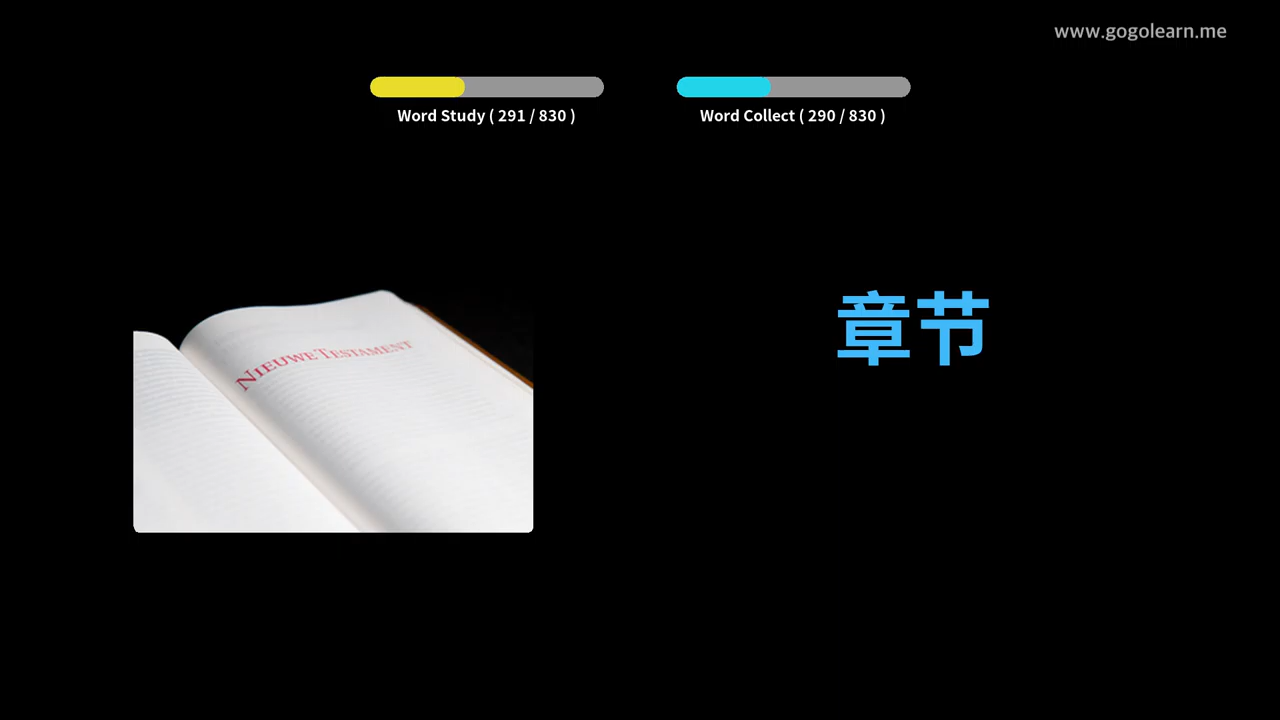 www.gogolearn.me
Word Study ( 291 / 830 )
Word Collect ( 290 / 830 )
NIEUWE TESTAMENT
章节